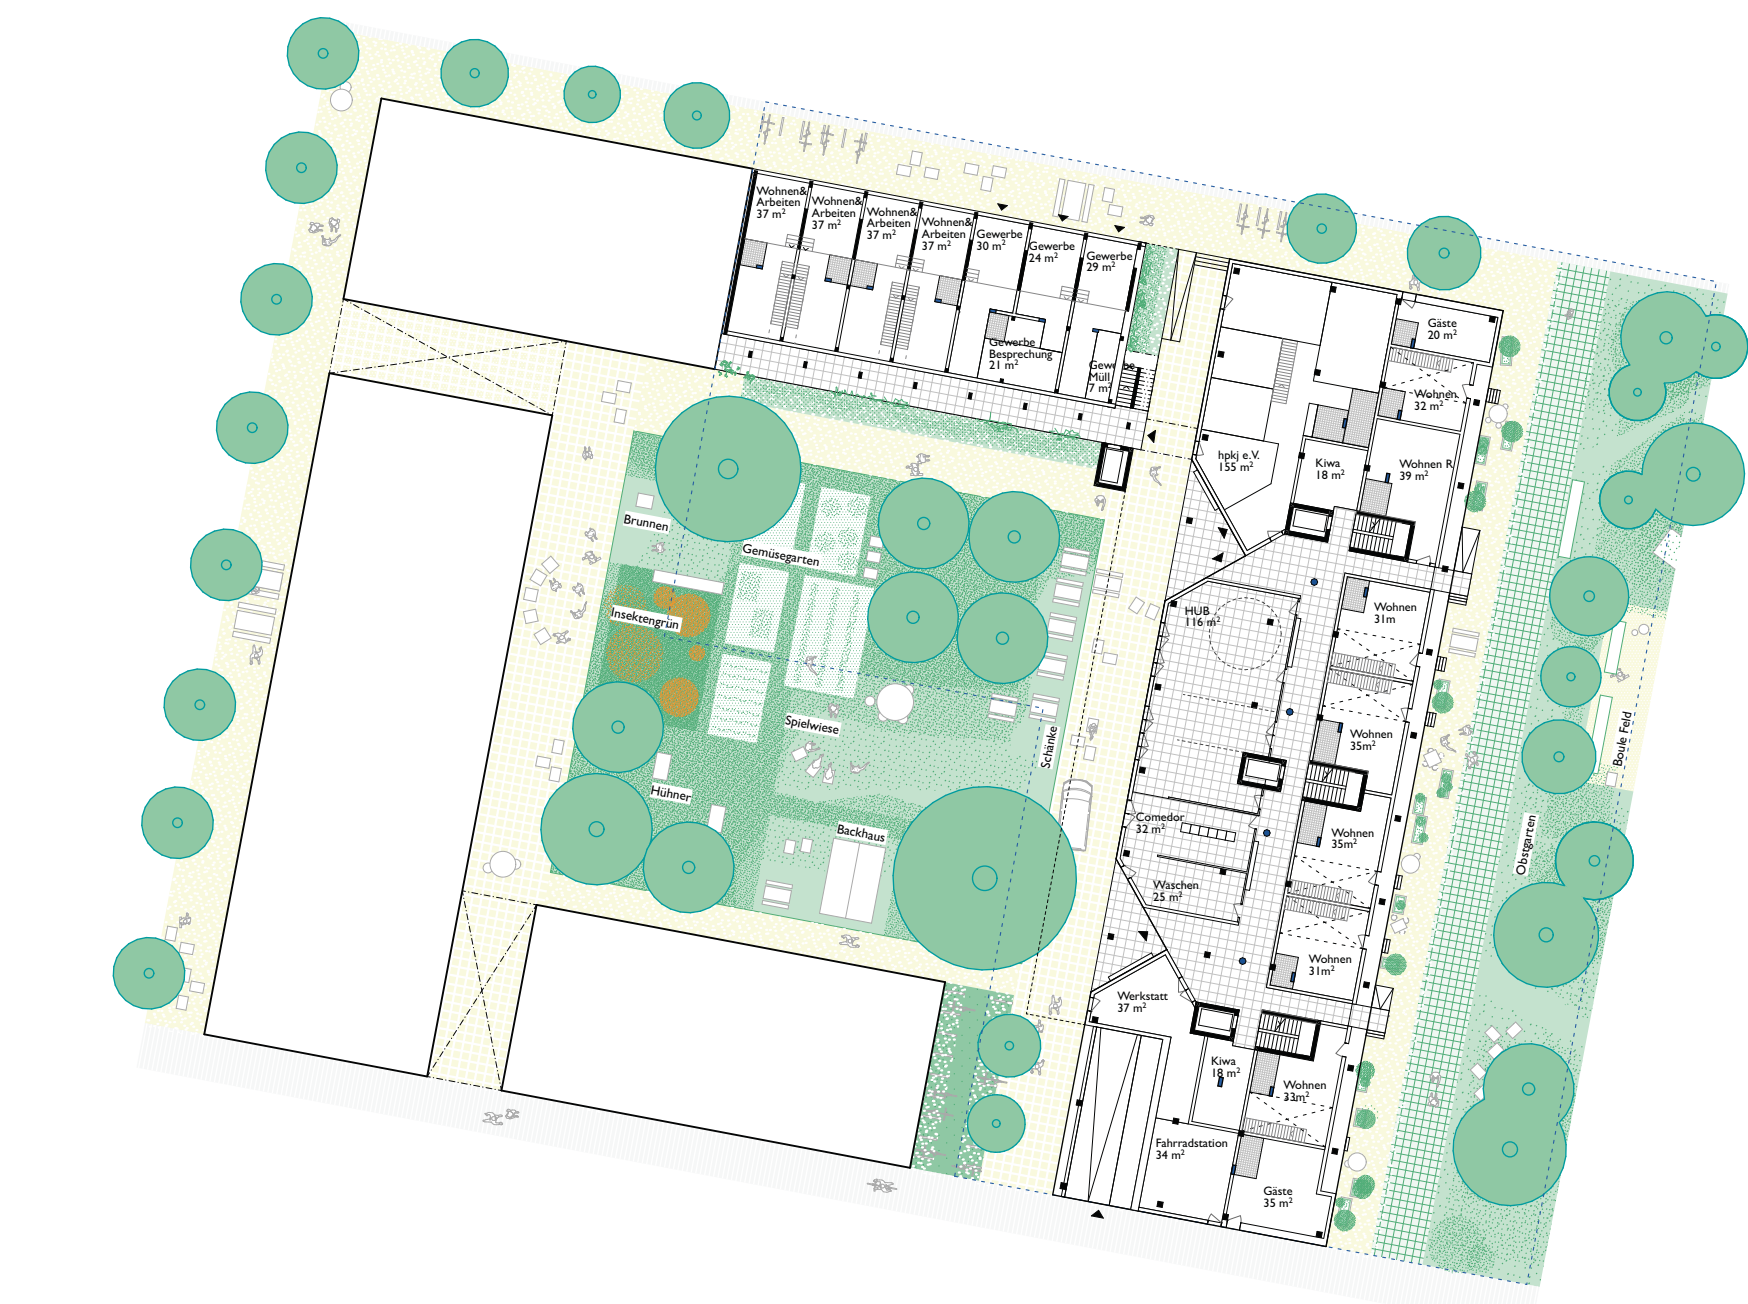 Wohnen&
Arbeiten
37 m²
Wohnen&
Arbeiten
37 m²
Wohnen&
Arbeiten
37 m²
Wohnen&
Arbeiten
37 m²
Gewerbe
30 m²
Gewerbe
24 m²
Gewerbe
29 m²
Gewerbe
Besprechung
21 m²
Gewerbe
Müll
7 m²
Gäste
20 m²
Wohnen
32 m²
hpkj e.V.
155 m²
Kiwa
18 m²
Wohnen R
39 m²
Brunnen
Gemüsegarten
Insektengrün
Spielwiese
Schänke
Hühner
Backhaus
HUB
116 m²
Wohnen
31m
Wohnen
35m²
Comedor
32 m²
Wohnen
35m²
Waschen
25 m²
Wohnen
31m²
Werkstatt
37 m²
Kiwa
18 m²
Wohnen
33m²
Fahrradstation
34 m²
Gäste
35 m²
Boule Feld
Obstgarten